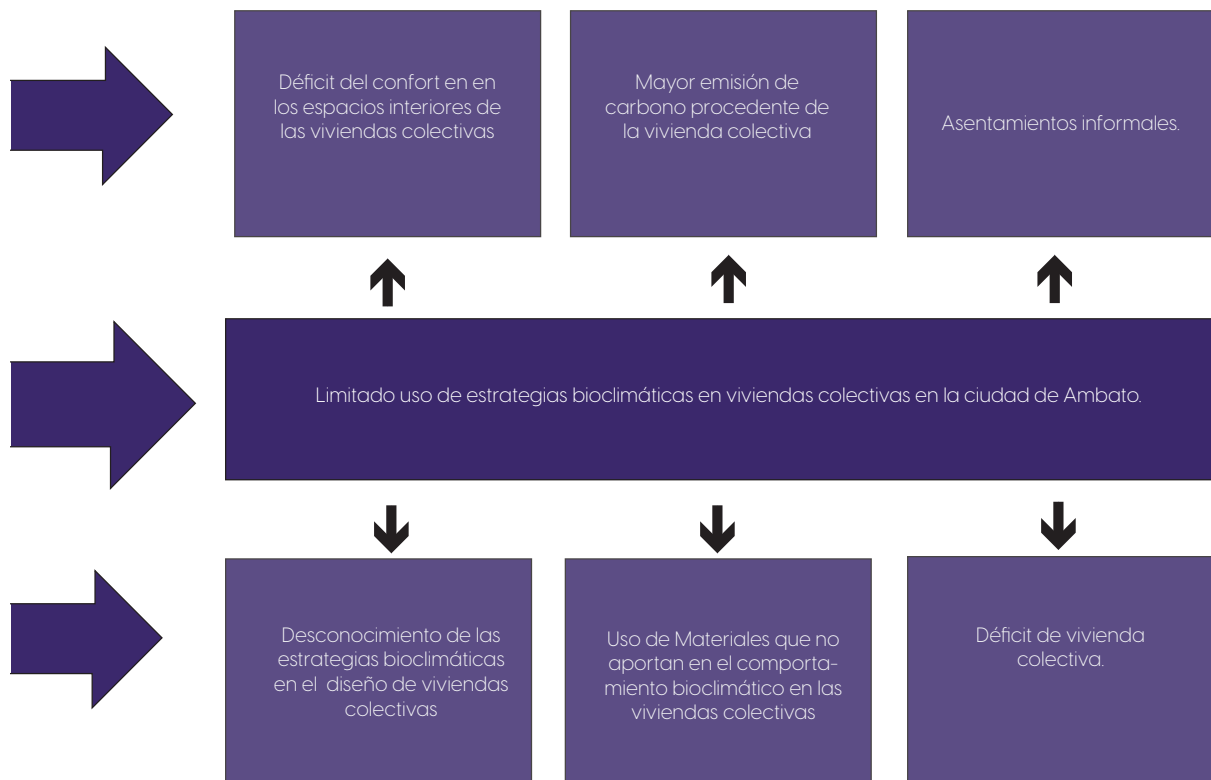 Déficit del confort en en
los espacios interiores de
las viviendas colectivas
Mayor emisión de
carbono procedente de
la vivienda colectiva
Asentamientos informales.
Limitado uso de estrategias bioclimáticas en viviendas colectivas en la ciudad de Ambato.
Desconocimiento de las
estrategias bioclimáticas
en el diseño de viviendas
colectivas
Uso de Materiales que no
aportan en el comporta-
miento bioclimático en las
viviendas colectivas
Déficit de vivienda
colectiva.